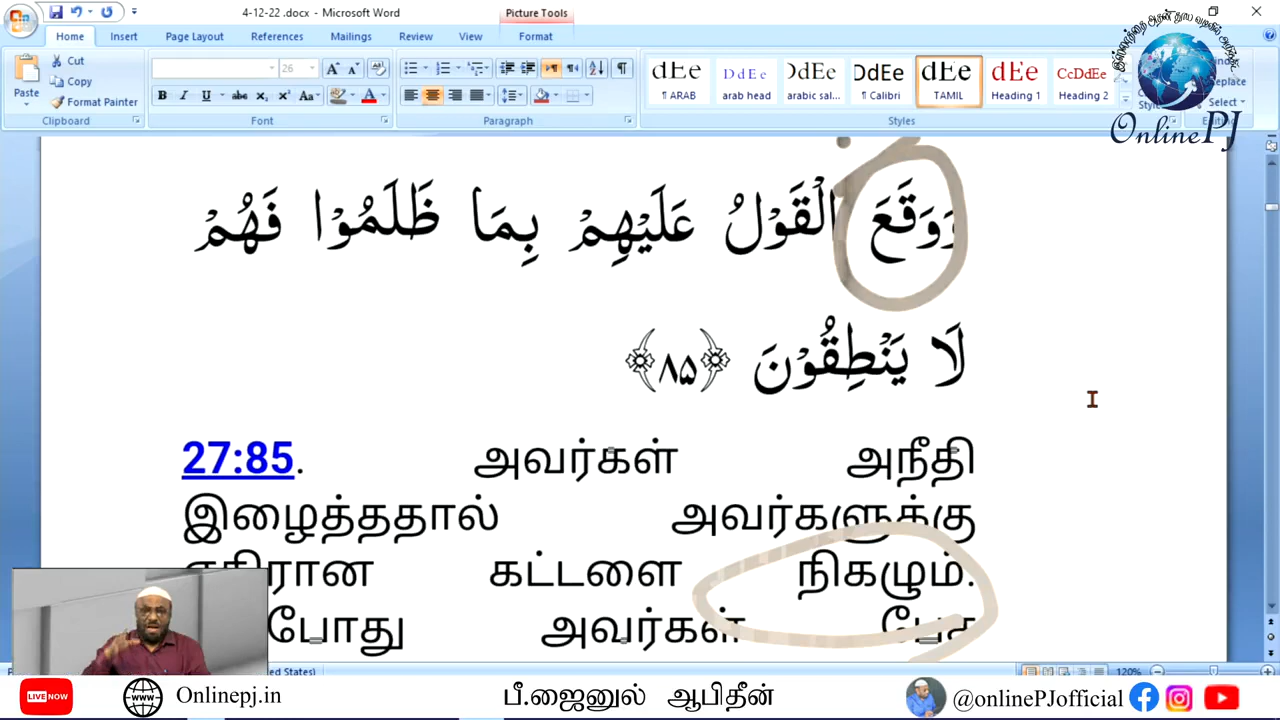 4-12-22 .docx - Microsoft Word
Picture Tools
Home Insert Page Layout References Mailings Review View Format
Paste
Cut
Copy
Format Painter
26
¶ ARAB
arab head
arabic sal...
¶ Calibri
TAMIL
Heading 1
Heading 2
Select
Clipboard
Font
Paragraph
Styles
OnlinePJ
وَوَقَعَ الْقَوْلُ عَلَيْهِمْ بِمَا ظَلَمُوْا فَهُمْ
لَا يَنْطِقُوْنَ ﴿٨٥﴾
27:85. அவர்கள் அநீதி
இழைத்ததால் அவர்களுக்கு
எதிரான கட்டளை நிகழும்.
போது அவர்கள் பேச
120%
LIVE NOW
WWW
Onlinepj.in
பீ.ஜைனுல் ஆபிதீன்
@onlinePJofficial